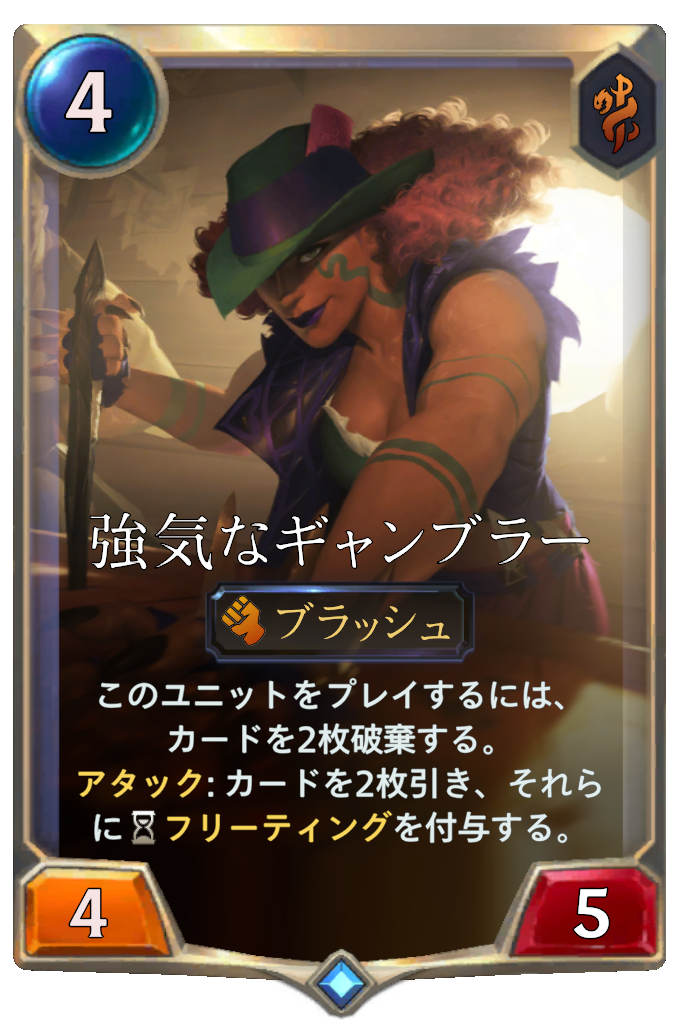 4
強気なギャンブラー
ブラッシュ
このユニットをプレイするには、
カードを2枚破棄する。
アタック: カードを2枚引き、それら
にフリーティングを付与する。
4
5